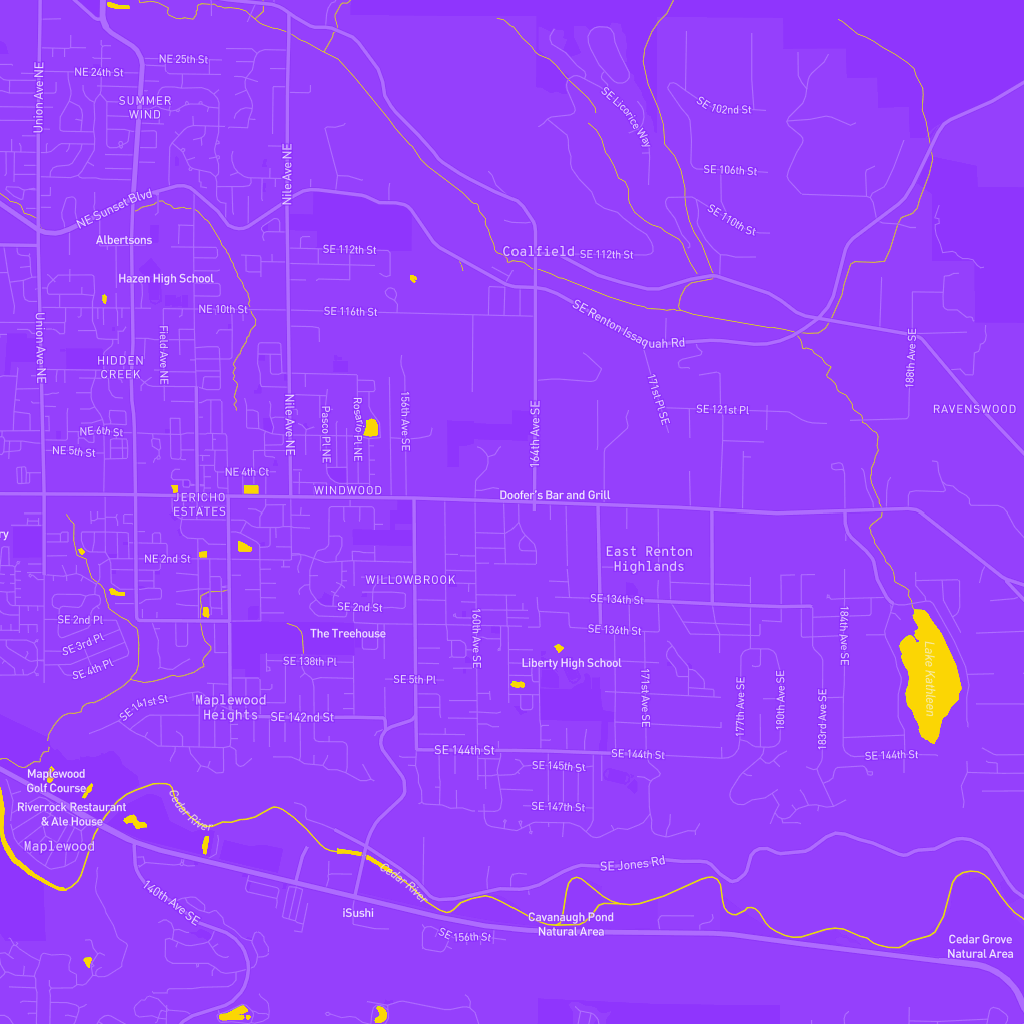 NE 25th St
NE 24th St
Union Ave NE
SUMMER
WIND
SE Licorice Way
SE 102nd St
Nile Ave NE
SE 106th St
NE Sunset Blvd
SE 110th St
Albertsons
SE 112th St
Coalfield
SE 112th St
Hazen High School
NE 10th St
SE 116th St
SE Renton Issaquah Rd
Union Ave NE
Field Ave NE
HIDDEN
CREEK
188th Ave SE
171st Pl SE
Nile Ave NE
Pasco Pl NE
Rosario Pl NE
156th Ave SE
164th Ave SE
SE 121st Pl
RAVENSWOOD
NE 6th St
NE 5th St
NE 4th Ct
WINDWOOD
Doofer's Bar and Grill
JERICHO
ESTATES
ry
NE 2nd St
East Renton
Highlands
WILLOWBROOK
SE 134th St
SE 2nd St
SE 2nd Pl
The Treehouse
160th Ave SE
SE 136th St
184th Ave SE
SE 3rd Pl
SE 4th Pl
SE 138th Pl
SE 5th Pl
Liberty High School
Lake Kathleen
171st Ave SE
177th Ave SE
180th Ave SE
183rd Ave SE
SE 141st St
Maplewood
Heights
SE 142nd St
SE 144th St
SE 144th St
SE 144th St
SE 145th St
Maplewood
Golf Course
Riverrock Restaurant
& Ale House
Cedar River
SE 147th St
Maplewood
SE Jones Rd
Cedar River
140th Ave SE
iSushi
Cavanaugh Pond
Natural Area
SE 156th St
Cedar Grove
Natural Area